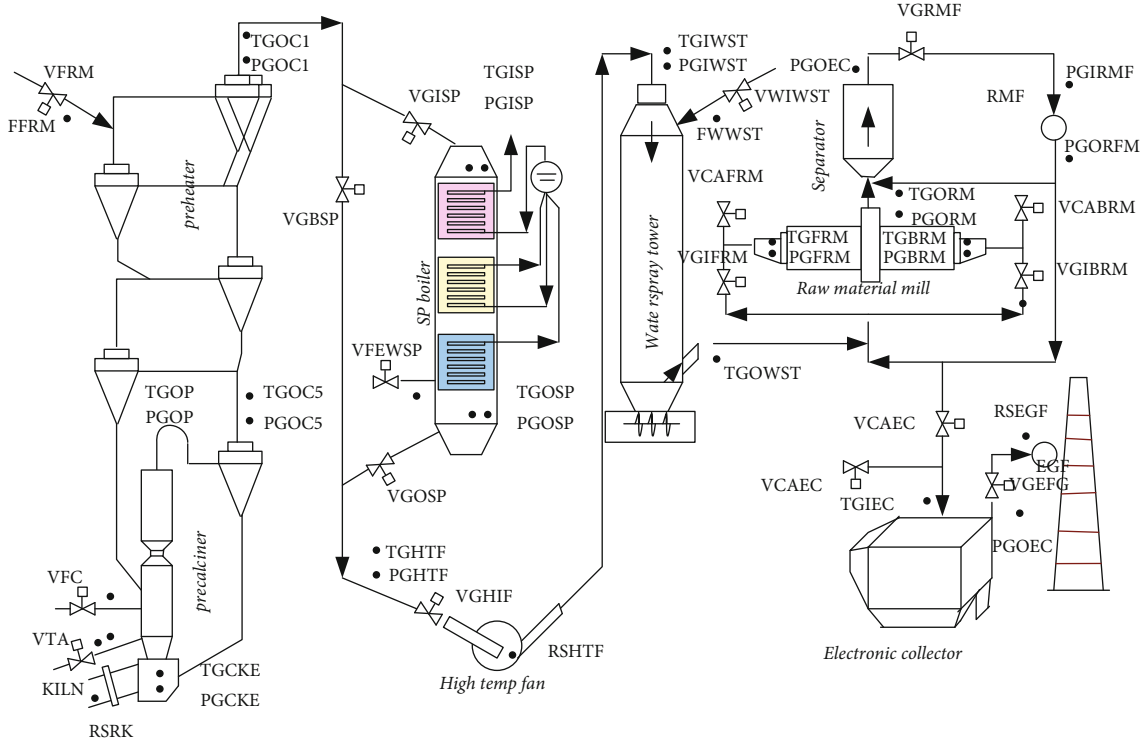 VFRM
FFRM
TGOC1
PGOC1
preheater
VGBSP
VGISP
TGISP
PGISP
SP boiler
VFEWSP
TGOSP
PGOSP
VGOSP
TGOP
PGOP
TGOC5
PGOC5
precalciner
VFC
VTA
KILN
RSRK
TGCKE
PGCKE
TGHTF
PGHTF
VGHIF
RSHTF
High temp fan
TGIWST
PGIWST
VWIWST
FWWST
Wate rspray tower
TGOWST
VGRMF
PGOEC
PGIRMF
RMF
PGORFM
Separator
VCAFRM
TGORM
PGORM
VCABRM
VGIFRM
TGFRM
PGFRM
TGBRM
PGBRM
VGIBRM
Raw material mill
VCAEC
VCAEC
TGIEC
RSEGF
EGF
VGEFG
PGOEC
Electronic collector